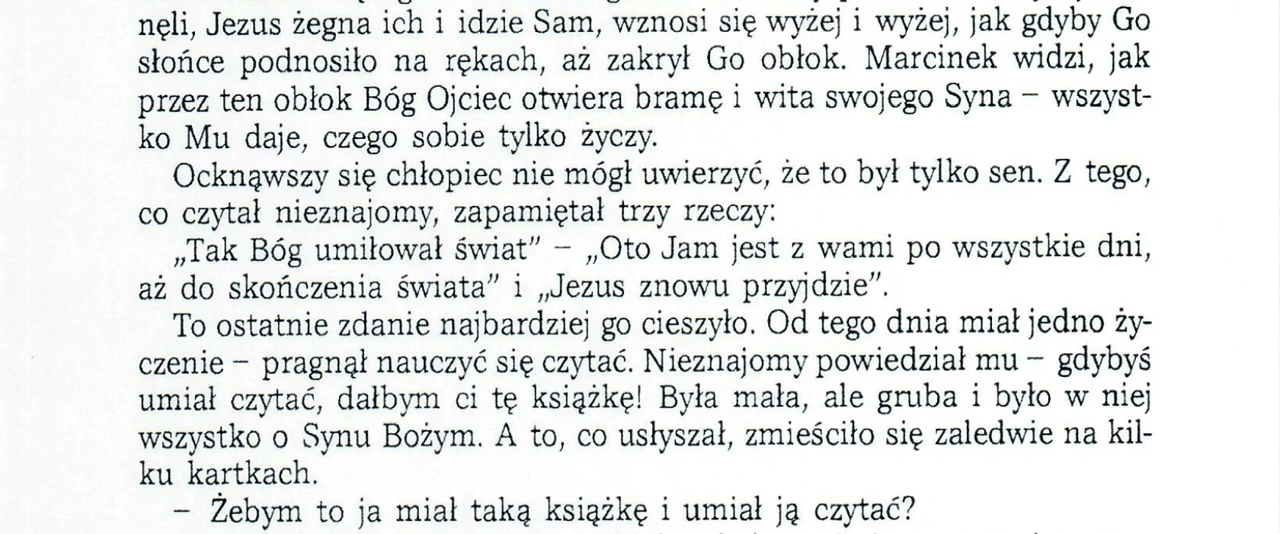 nęli, Jezus żegna ich i idzie Sam, wznosi się wyżej i wyżej, jak gdyby Go
słońce podnosiło na rękach, aż zakrył Go obłok. Marcinek widzi, jak
przez ten obłok Bóg Ojciec otwiera bramę i wita swojego Syna – wszyst-
ko Mu daje, czego sobie tylko życzy.
Ocknąwszy się chłopiec nie mógł uwierzyć, że to był tylko sen. Z tego,
co czytał nieznajomy, zapamiętał trzy rzeczy:
„Tak Bóg umiłował świat” – „Oto Jam jest z wami po wszystkie dni,
aż do skończenia świata” i „Jezus znowu przyjdzie”.
To ostatnie zdanie najbardziej go cieszyło. Od tego dnia miał jedno ży-
czenie – pragnął nauczyć się czytać. Nieznajomy powiedział mu – gdybyś
umiał czytać, dałbym ci tę książkę! Była mała, ale gruba i było w niej
wszystko o Synu Bożym. A to, co usłyszał, zmieściło się zaledwie na kil-
ku kartkach.
– Żebym to ja miał taką książkę i umiał ją czytać?